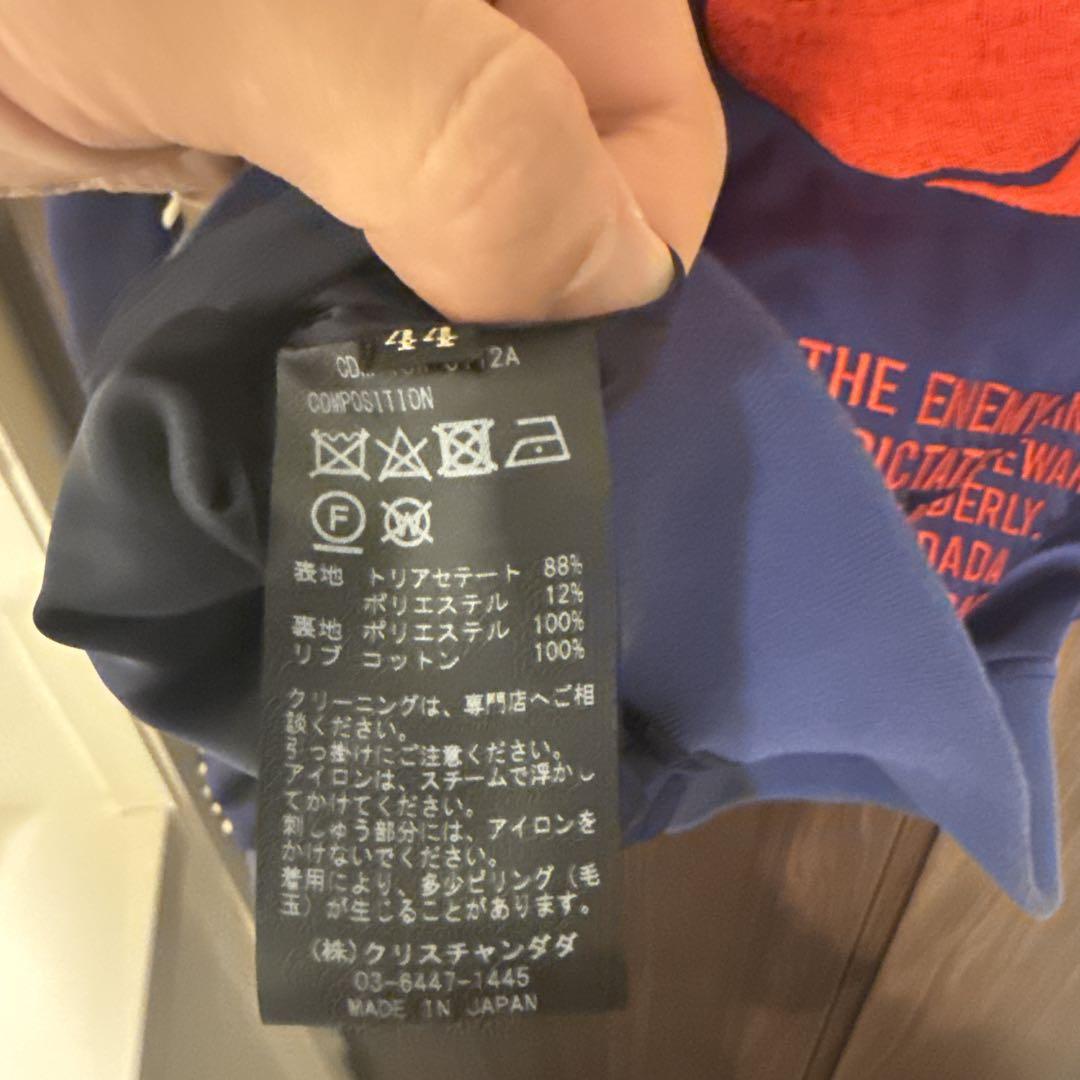 44
2A
COMPOSITION
F
W
表地 トリアセテート 88%
ポリエステル 12%
裏地 ポリエステル 100%
リブ コットン 100%
クリーニングは、専門店へご相
談ください。
引っ掛けにご注意ください。
アイロンは、スチームで浮かし
てかけてください。
刺しゅう部分には、アイロンを
かけないでください。
着用により、多少ピリング(毛
玉)が生じることがあります。
(株)クリスチャンダダ
03-6447-1445
MADE IN JAPAN
THE ENEMY
DERLY.
DADA